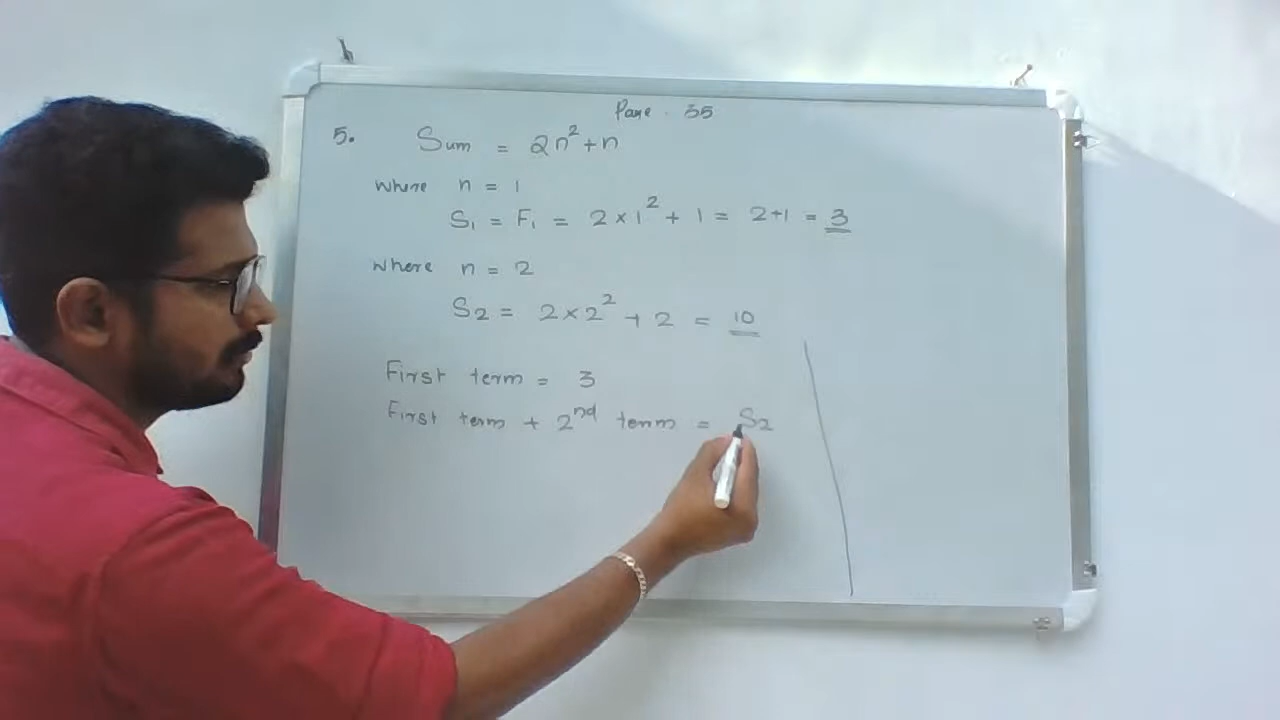 Page . 55
5. Sum = 2n²+n
where n = 1
S₁ = F₁ = 2×1² + 1 = 2+1 = 3
where n = 2
S₂ = 2×2² + 2 = 10
First term = 3
First term + 2nd term = S₂